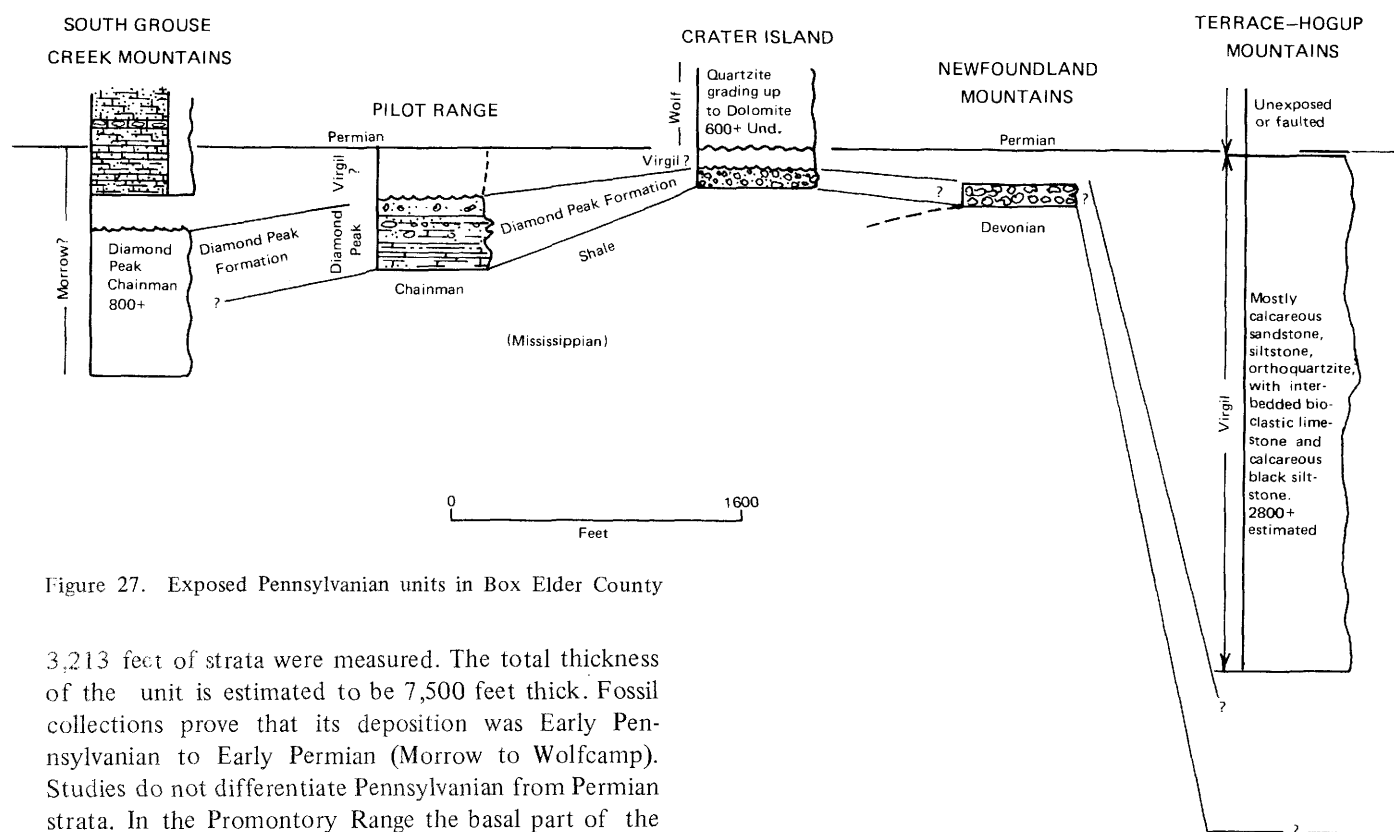 SOUTH GROUSE
CREEK MOUNTAINS
Morrow?
Diamond
Peak
Chainman
800+
Diamond Peak
Formation
?
PILOT RANGE
Permian
Virgil
?
Diamond
Peak
Chainman
Diamond Peak Formation
Shale
(Mississippian)
CRATER ISLAND
Wolf
Quartzite
grading up
to Dolomite
600+ Und.
Virgil ?
NEWFOUNDLAND
MOUNTAINS
Permian
?
?
Devonian
TERRACE–HOGUP
MOUNTAINS
Unexposed
or faulted
Virgil
Mostly
calcareous
sandstone,
siltstone,
orthoquartzite,
with inter-
bedded bio-
clastic lime-
stone and
calcareous
black silt-
stone.
2800+
estimated
?
?
0 1600
Feet
Figure 27. Exposed Pennsylvanian units in Box Elder County
3,213 feet of strata were measured. The total thickness
of the unit is estimated to be 7,500 feet thick. Fossil
collections prove that its deposition was Early Pen-
nsylvanian to Early Permian (Morrow to Wolfcamp).
Studies do not differentiate Pennsylvanian from Permian
strata. In the Promontory Range the basal part of the